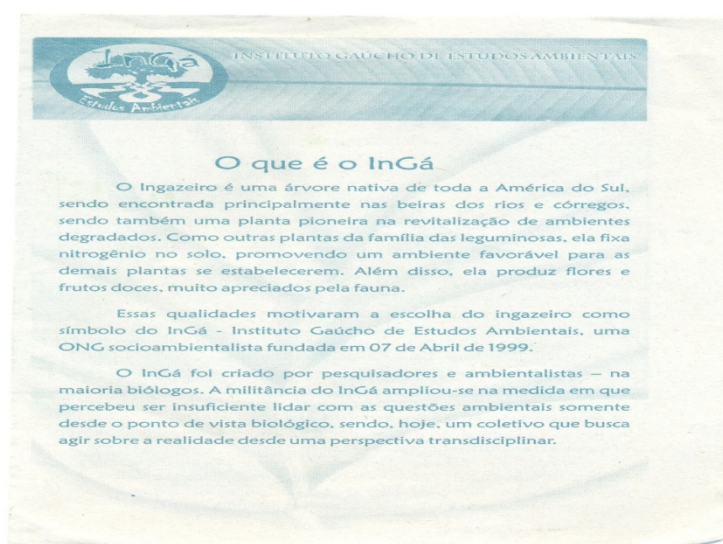 InGá
Estudos Ambientais
INSTITUTO GAÚCHO DE ESTUDOS AMBIENTAIS
O que é o InGá
O Ingazeiro é uma árvore nativa de toda a América do Sul,
sendo encontrada principalmente nas beiras dos rios e córregos,
sendo também uma planta pioneira na revitalização de ambientes
degradados. Como outras plantas da família das leguminosas, ela fixa
nitrogênio no solo, promovendo um ambiente favorável para as
demais plantas se estabelecerem. Além disso, ela produz flores e
frutos doces, muito apreciados pela fauna.
Essas qualidades motivaram a escolha do ingazeiro como
símbolo do InGá - Instituto Gaúcho de Estudos Ambientais, uma
ONG socioambientalista fundada em 07 de Abril de 1999.
O InGá foi criado por pesquisadores e ambientalistas – na
maioria biólogos. A militância do InGá ampliou-se na medida em que
percebeu ser insuficiente lidar com as questões ambientais somente
desde o ponto de vista biológico, sendo, hoje, um coletivo que busca
agir sobre a realidade desde uma perspectiva transdisciplinar.